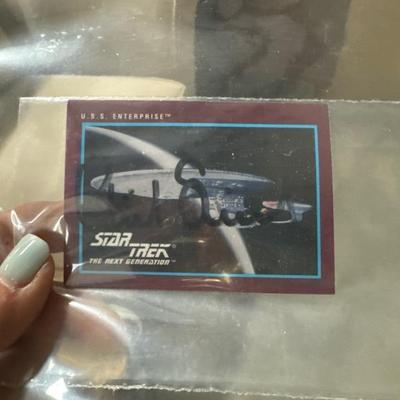 U.S.S. ENTERPRISE™
STAR TREK®
THE NEXT GENERATION™